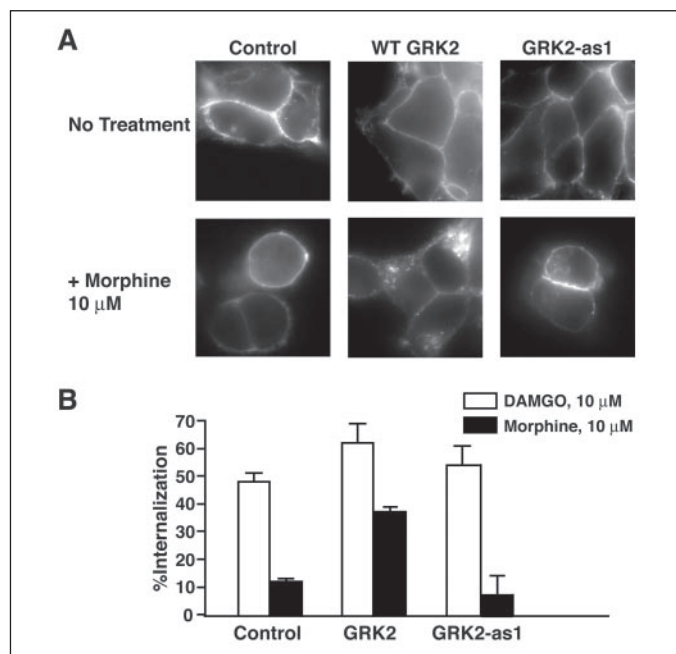 A
Control WT GRK2 GRK2-as1
No Treatment
+ Morphine
10 μM
B
DAMGO, 10 μM
Morphine, 10 μM
%Internalization
70
60
50
40
30
20
10
0
Control GRK2 GRK2-as1